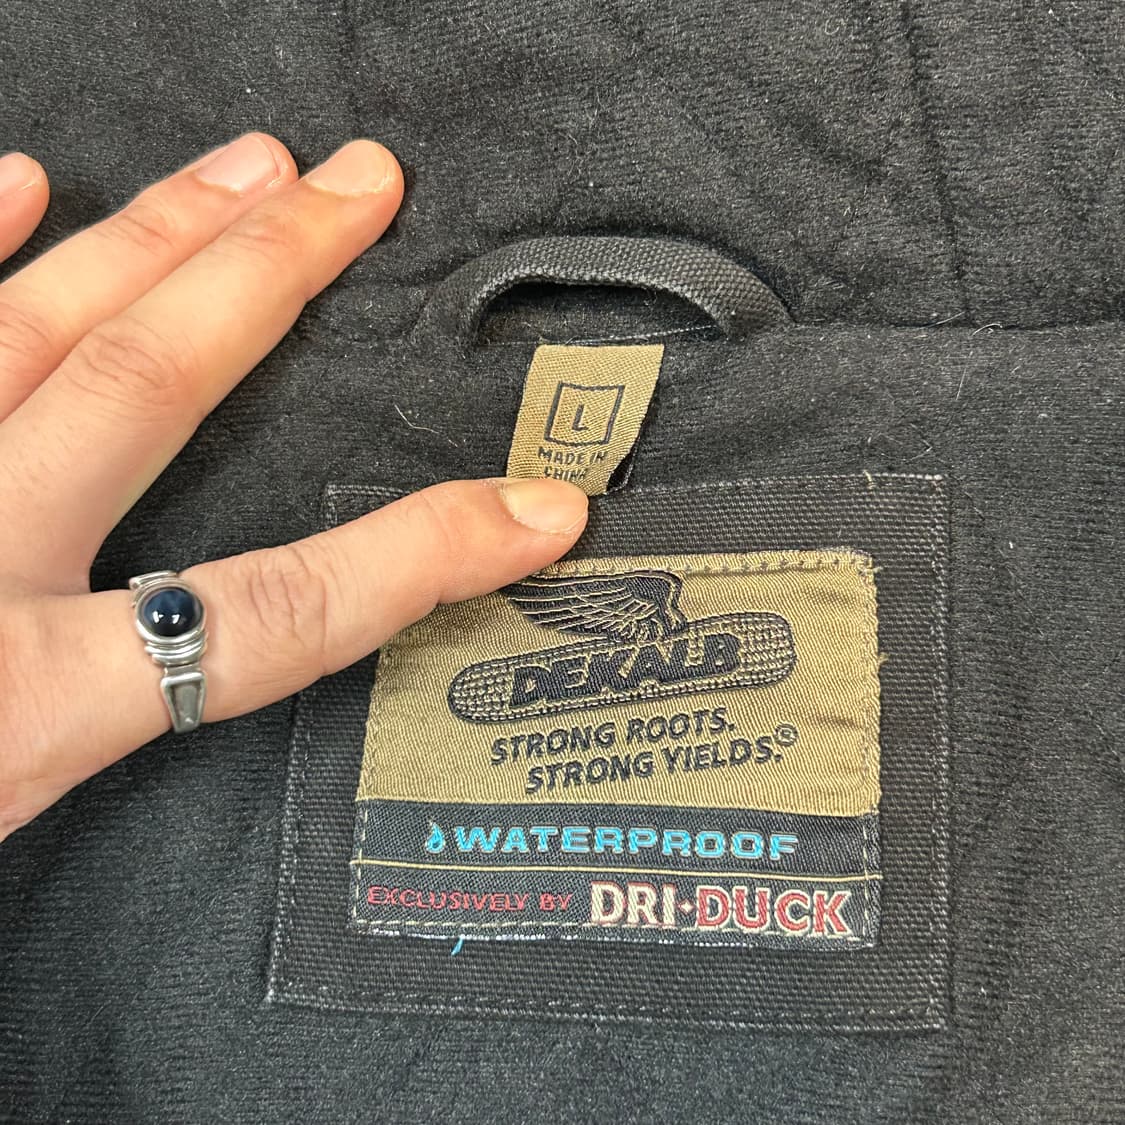 L
MADE IN
CHINA
DEKALB
STRONG ROOTS.
STRONG YIELDS.®
WATERPROOF
EXCLUSIVELY BY DRI·DUCK